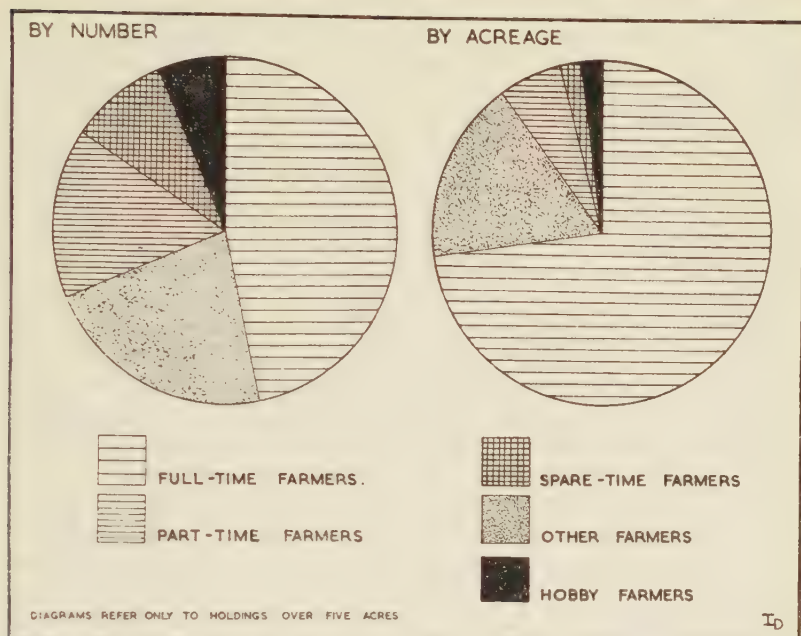 BY NUMBER
BY ACREAGE
FULL-TIME FARMERS.
PART-TIME FARMERS
SPARE-TIME FARMERS
OTHER FARMERS
HOBBY FARMERS
DIAGRAMS REFER ONLY TO HOLDINGS OVER FIVE ACRES
ID